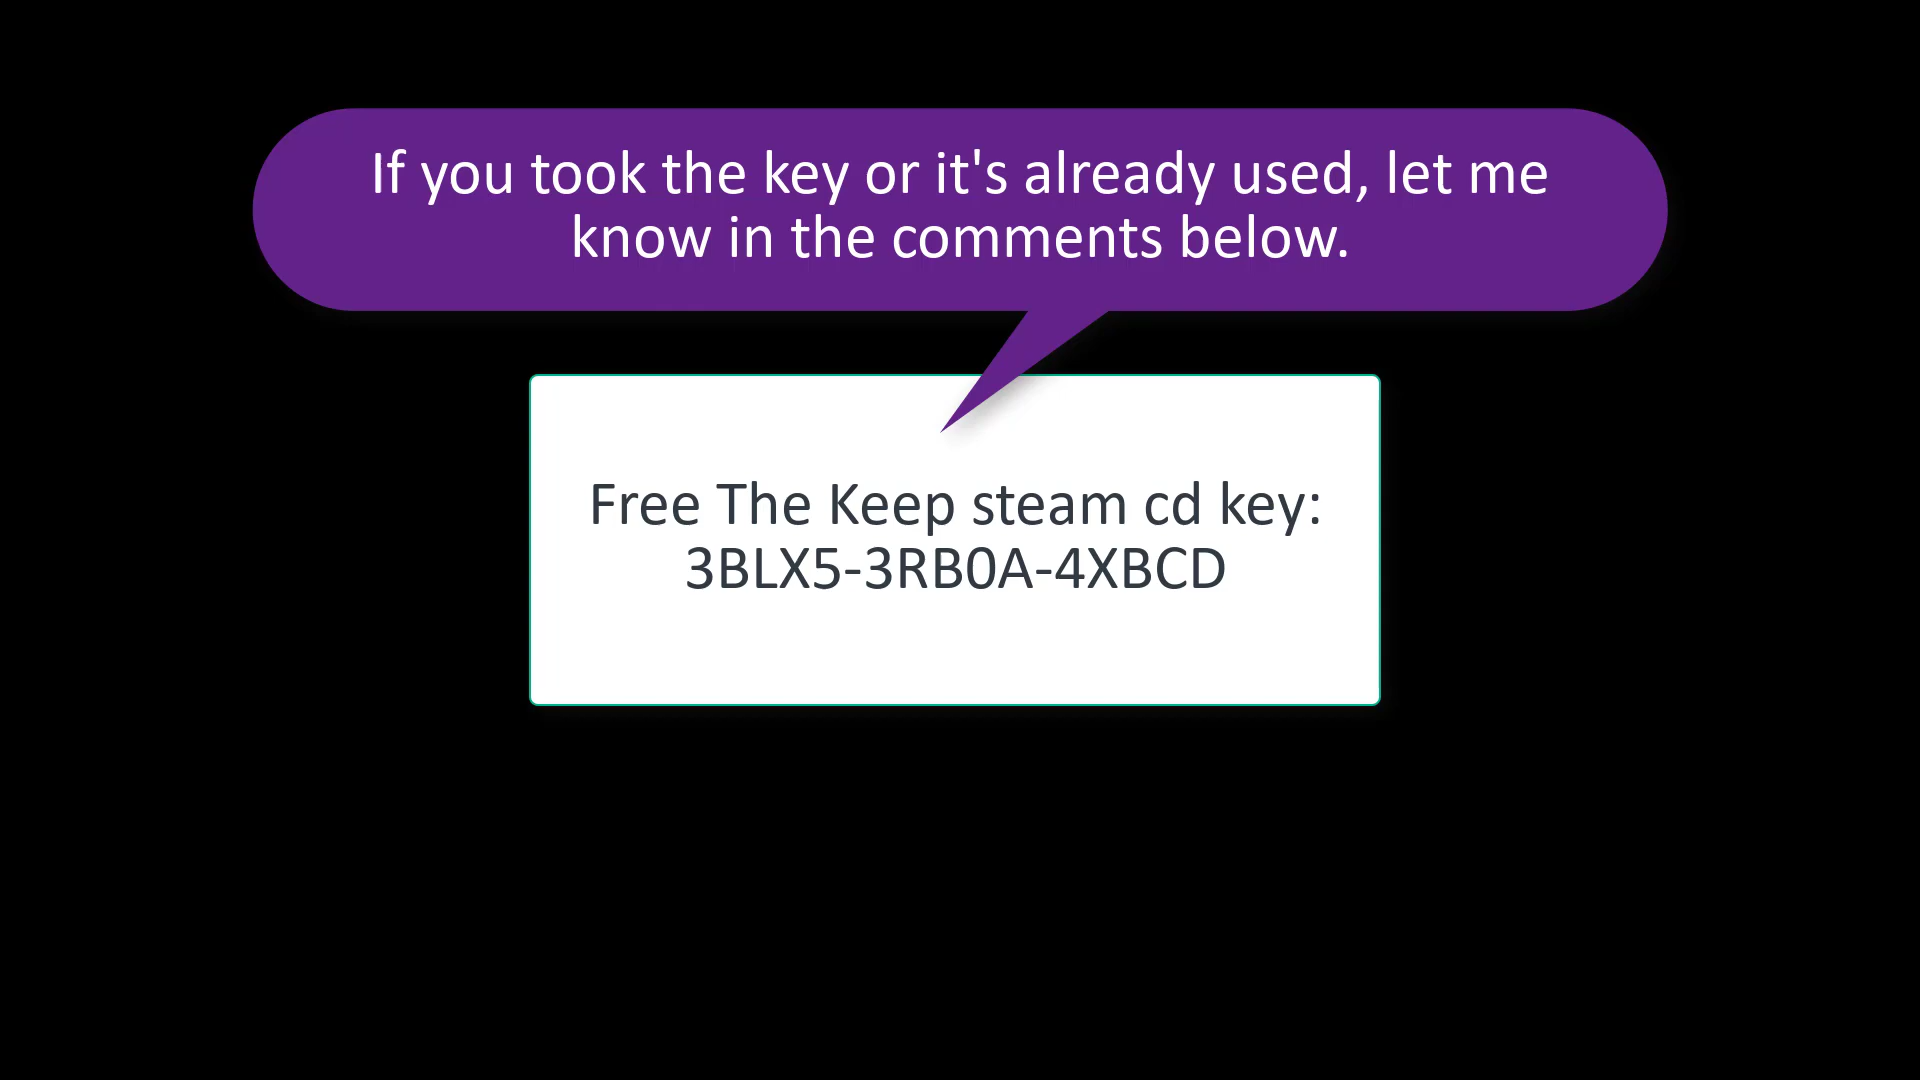 If you took the key or it's already used, let me
know in the comments below.
Free The Keep steam cd key:
3BLX5-3RB0A-4XBCD